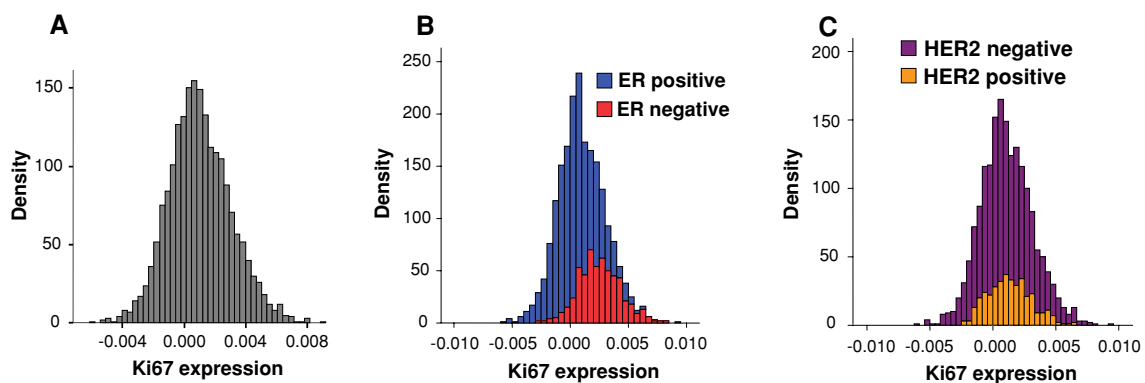 A
Density
150
100
50
0
-0.004
0.000
0.004
0.008
Ki67 expression
B
Density
250
200
150
100
50
0
ER positive
ER negative
-0.010
-0.005
0.000
0.005
0.010
Ki67 expression
C
Density
200
150
100
50
0
HER2 negative
HER2 positive
-0.010
-0.005
0.000
0.005
0.010
Ki67 expression